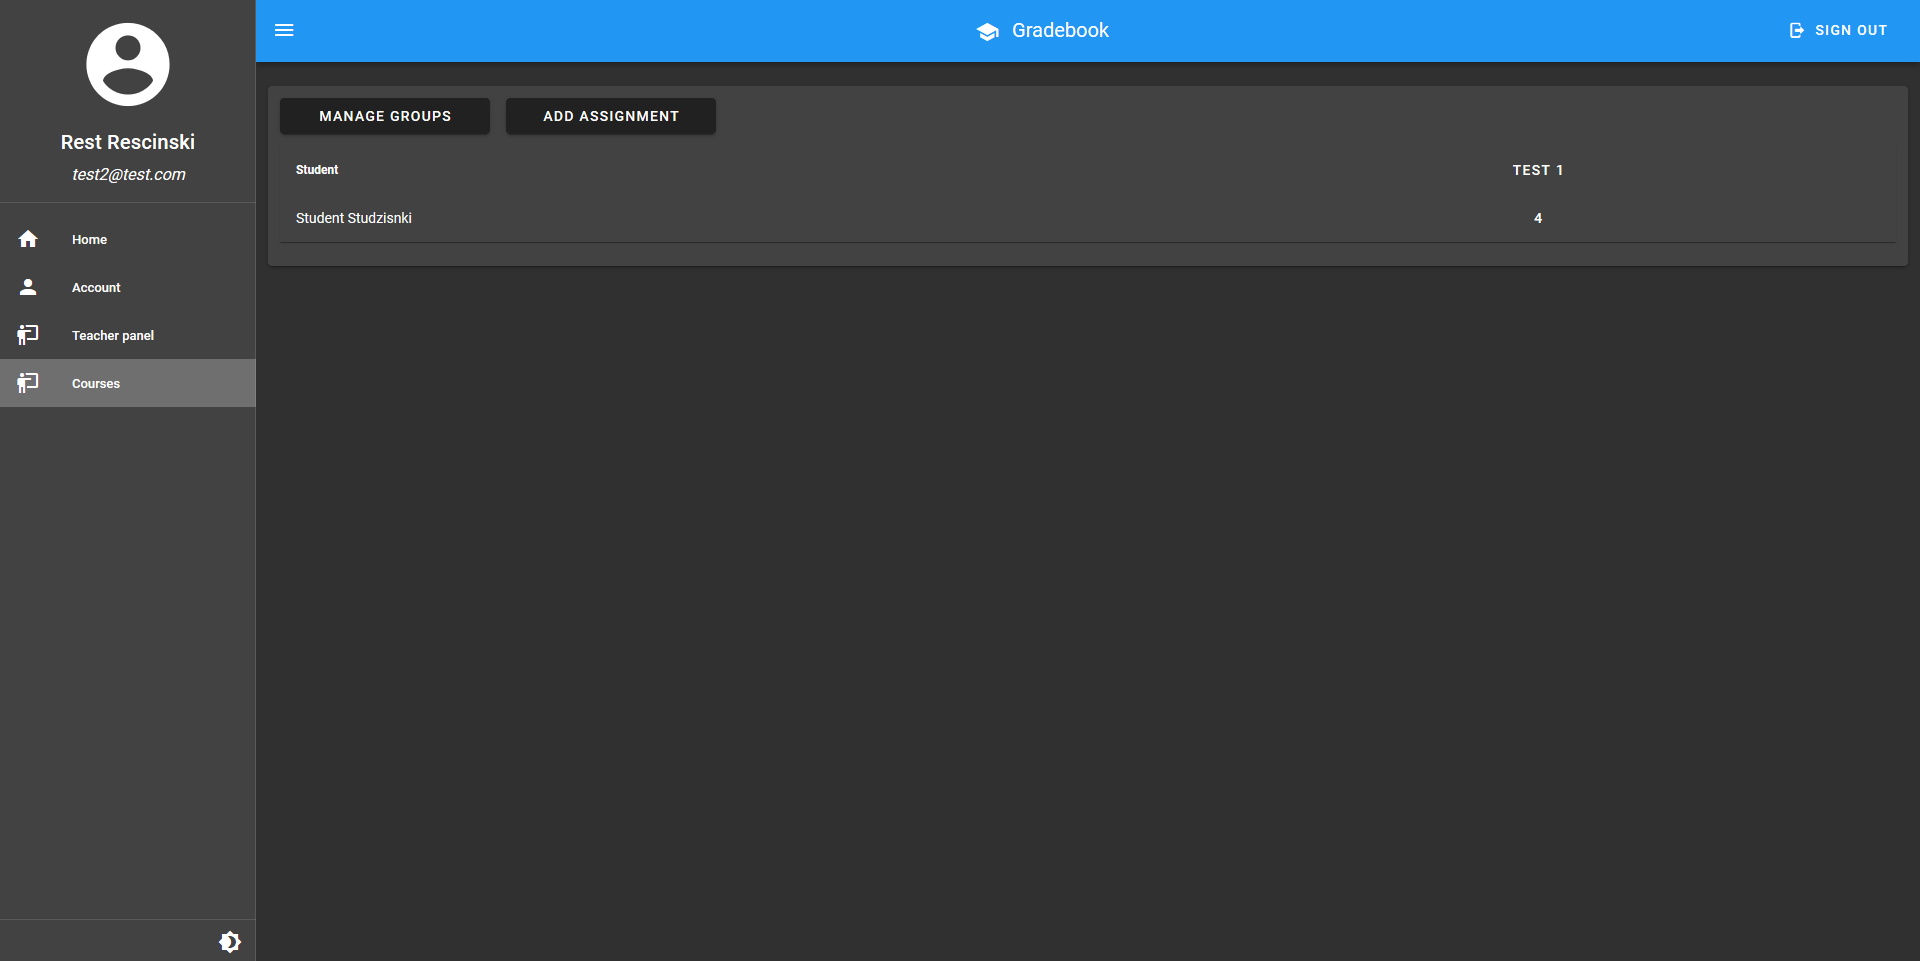 Rest Rescinski
test2@test.com
Home
Account
Teacher panel
Courses
Gradebook
SIGN OUT
MANAGE GROUPS ADD ASSIGNMENT
Student TEST 1
Student Studzisnki 4